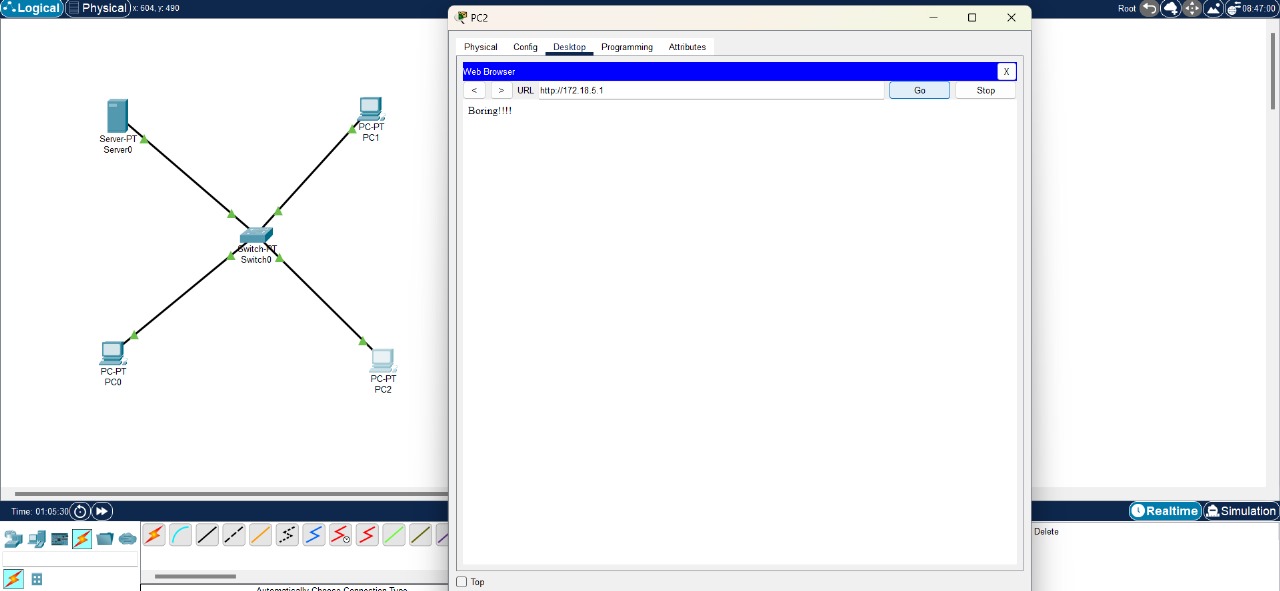 Logical Physical x: 604, y: 490
Root 08:47:00
PC2
Physical Config Desktop Programming Attributes
Web Browser X
< > URL http://172.18.5.1 Go Stop
Boring!!!!
Server-PT
Server0
PC-PT
PC1
Switch-PT
Switch0
PC-PT
PC0
PC-PT
PC2
Time: 01:05:30
Realtime Simulation
Delete
Top
Automatically Choose Connection Type